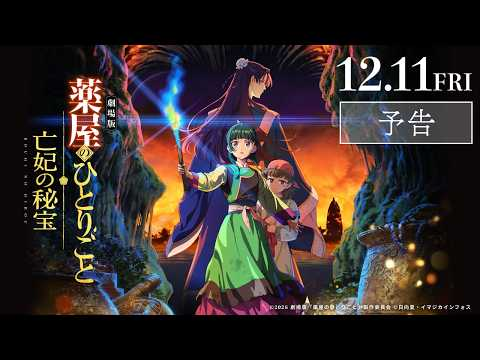 劇場版
薬屋のひとりごと
亡妃の秘宝
12.11 FRI
予告
©2026 劇場版「薬屋のひとりごと」製作委員会 ©日向夏・イマジカインフォス